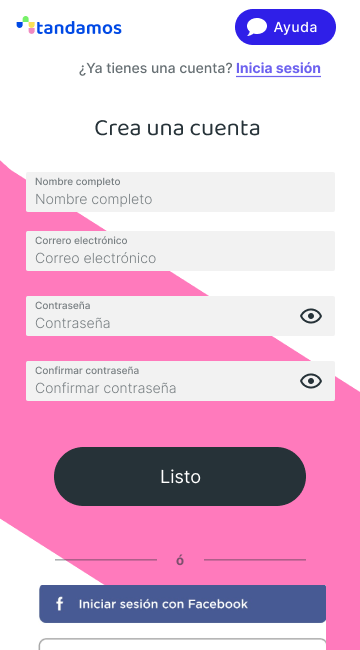 tandamos
Ayuda
¿Ya tienes una cuenta? Inicia sesión
Crea una cuenta
Nombre completo
Nombre completo
Correro electrónico
Correo electrónico
Contraseña
Contraseña
Confirmar contraseña
Confirmar contraseña
Listo
ó
Iniciar sesión con Facebook